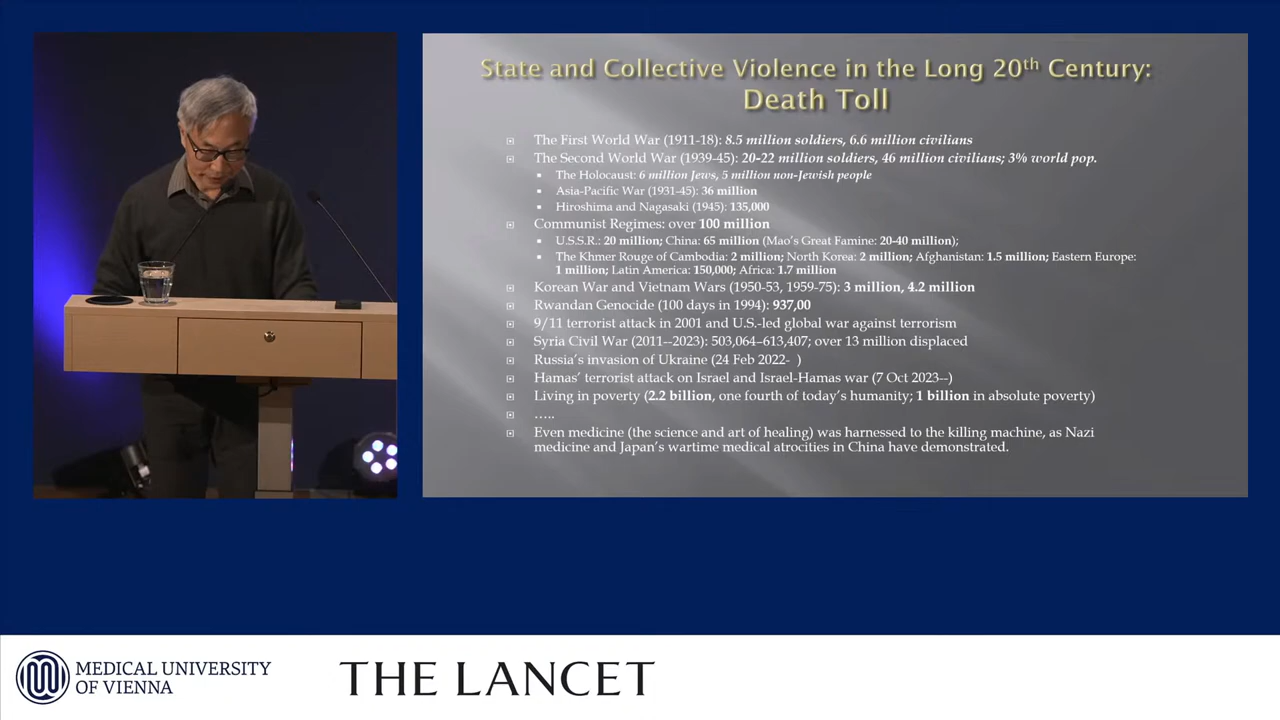 State and Collective Violence in the Long 20th Century:
Death Toll
The First World War (1911-18): 8.5 million soldiers, 6.6 million civilians
The Second World War (1939-45): 20-22 million soldiers, 46 million civilians; 3% world pop.
The Holocaust: 6 million Jews, 5 million non-Jewish people
Asia-Pacific War (1931-45): 36 million
Hiroshima and Nagasaki (1945): 135,000
Communist Regimes: over 100 million
U.S.S.R.: 20 million; China: 65 million (Mao's Great Famine: 20-40 million);
The Khmer Rouge of Cambodia: 2 million; North Korea: 2 million; Afghanistan: 1.5 million; Eastern Europe:
1 million; Latin America: 150,000; Africa: 1.7 million
Korean War and Vietnam Wars (1950-53, 1959-75): 3 million, 4.2 million
Rwandan Genocide (100 days in 1994): 937,00
9/11 terrorist attack in 2001 and U.S.-led global war against terrorism
Syria Civil War (2011--2023): 503,064–613,407; over 13 million displaced
Russia's invasion of Ukraine (24 Feb 2022- )
Hamas' terrorist attack on Israel and Israel-Hamas war (7 Oct 2023--)
Living in poverty (2.2 billion, one fourth of today's humanity; 1 billion in absolute poverty)
…..
Even medicine (the science and art of healing) was harnessed to the killing machine, as Nazi
medicine and Japan's wartime medical atrocities in China have demonstrated.
MEDICAL UNIVERSITY
OF VIENNA
THE LANCET